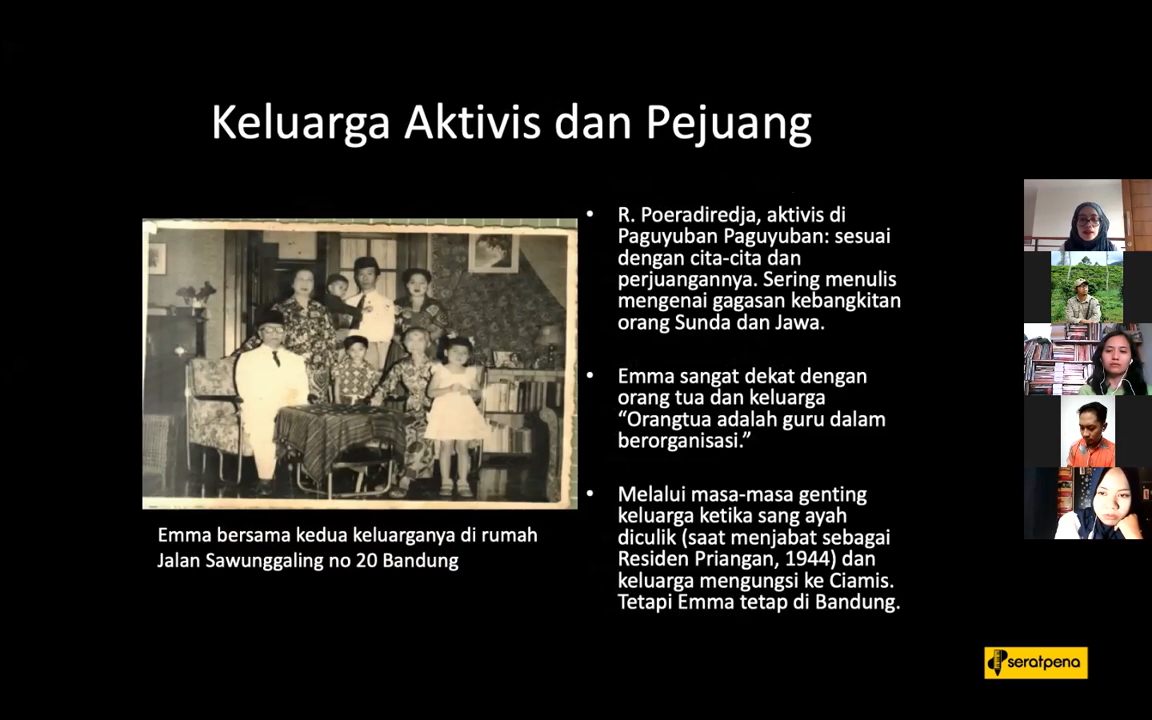 Keluarga Aktivis dan Pejuang
• R. Poeradiredja, aktivis di
Paguyuban Paguyuban: sesuai
dengan cita-cita dan
perjuangannya. Sering menulis
mengenai gagasan kebangkitan
orang Sunda dan Jawa.
• Emma sangat dekat dengan
orang tua dan keluarga
“Orangtua adalah guru dalam
berorganisasi.”
• Melalui masa-masa genting
keluarga ketika sang ayah
diculik (saat menjabat sebagai
Residen Priangan, 1944) dan
keluarga mengungsi ke Ciamis.
Tetapi Emma tetap di Bandung.
Emma bersama kedua keluarganya di rumah
Jalan Sawunggaling no 20 Bandung
seratpena